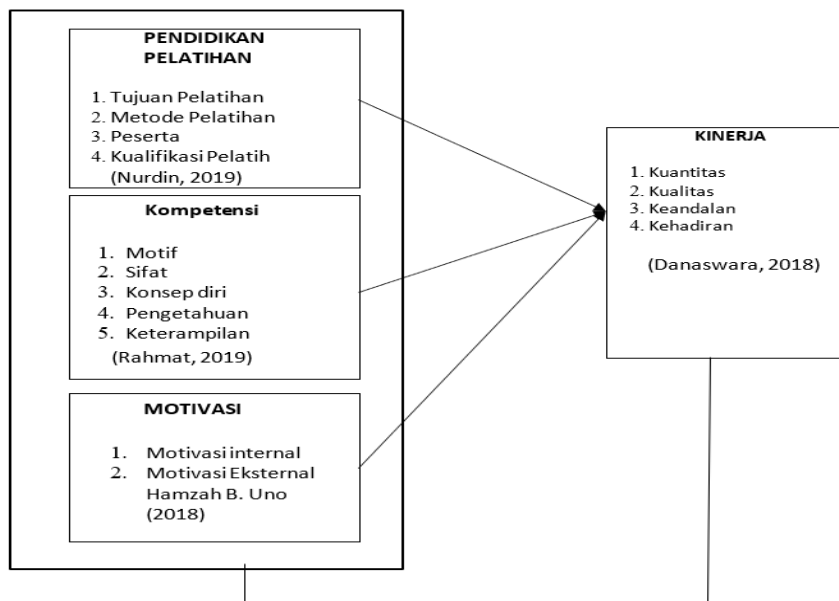 PENDIDIKAN
PELATIHAN
1. Tujuan Pelatihan
2. Metode Pelatihan
3. Peserta
4. Kualifikasi Pelatih
(Nurdin, 2019)
Kompetensi
1. Motif
2. Sifat
3. Konsep diri
4. Pengetahuan
5. Keterampilan
(Rahmat, 2019)
MOTIVASI
1. Motivasi internal
2. Motivasi Eksternal
Hamzah B. Uno
(2018)
KINERJA
1. Kuantitas
2. Kualitas
3. Keandalan
4. Kehadiran
(Danaswara, 2018)